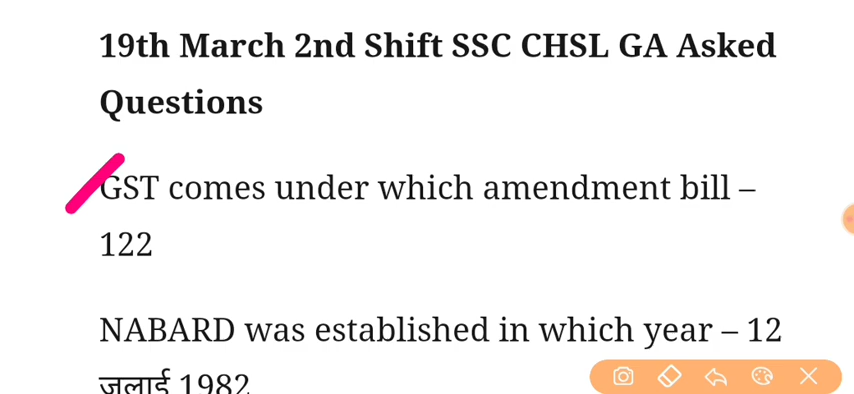 19th March 2nd Shift SSC CHSL GA Asked
Questions
GST comes under which amendment bill –
122
NABARD was established in which year – 12
जुलाई 1982